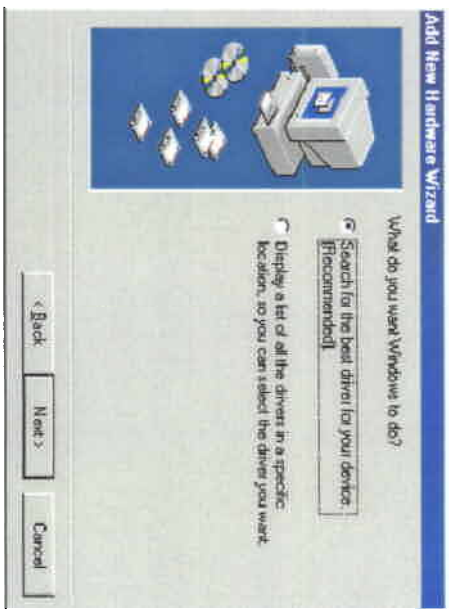 Add New Hardware Wizard
What do you want Windows to do?
Search for the best driver for your device.
(Recommended).
Display a list of all the drivers in a specific
location, so you can select the driver you want.
< Back
Next >
Cancel